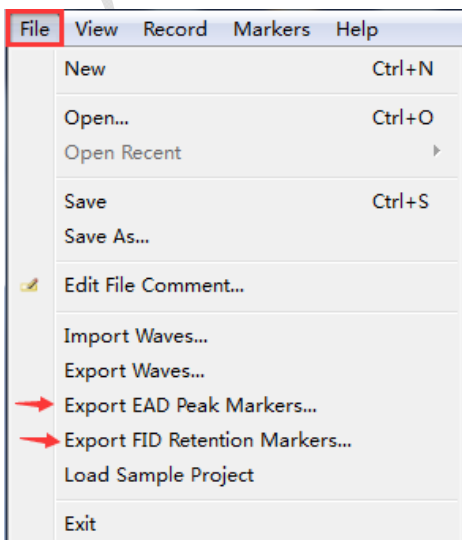 File View Record Markers Help
New Ctrl+N
Open... Ctrl+O
Open Recent
Save Ctrl+S
Save As...
Edit File Comment...
Import Waves...
Export Waves...
Export EAD Peak Markers...
Export FID Retention Markers...
Load Sample Project
Exit